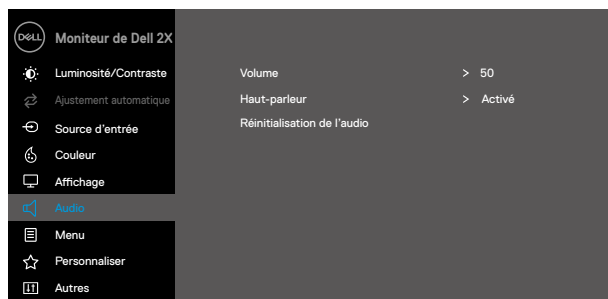 DELL
Moniteur de Dell 2X
Luminosité/Contraste
Ajustement automatique
Source d'entrée
Couleur
Affichage
Audio
Menu
Personnaliser
Autres
Volume > 50
Haut-parleur > Activé
Réinitialisation de l'audio